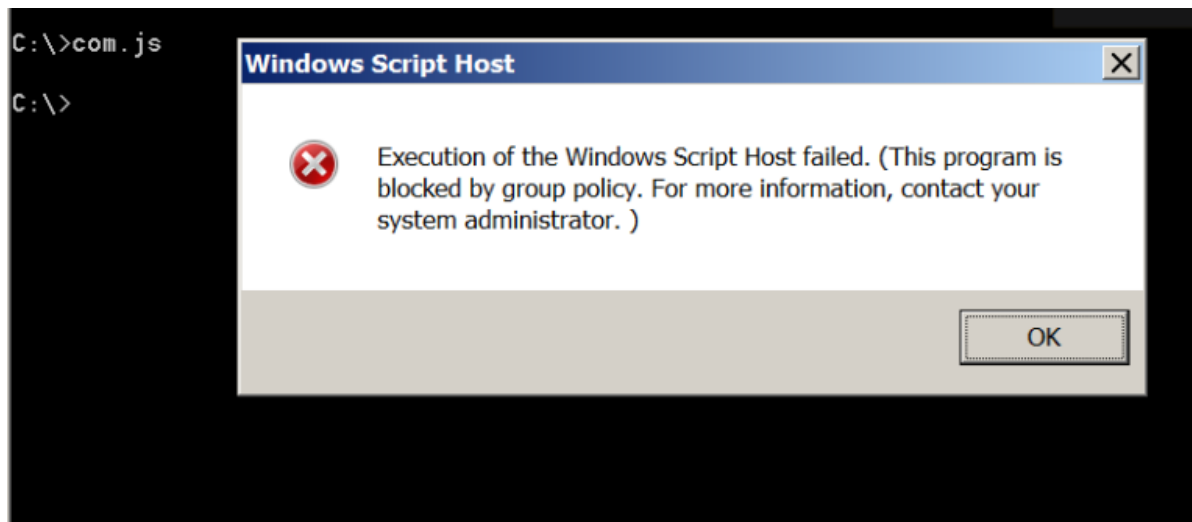 C:\>com.js
C:\>
Windows Script Host
Execution of the Windows Script Host failed. (This program is
blocked by group policy. For more information, contact your
system administrator. )
OK